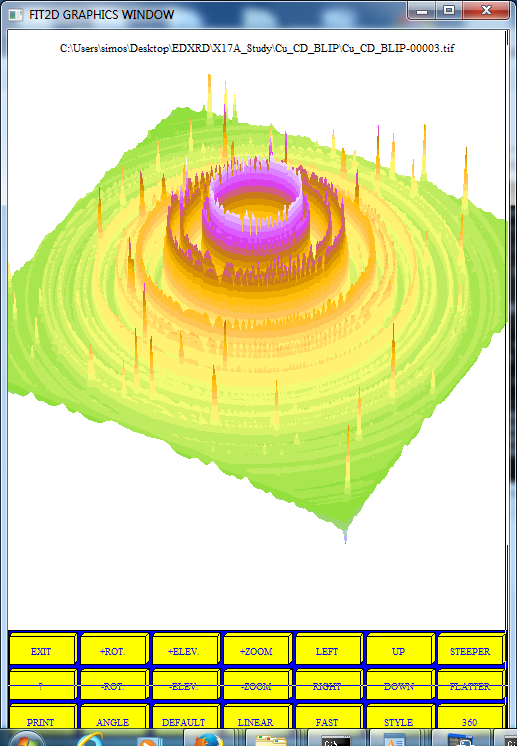 FIT2D GRAPHICS WINDOW
C:\Users\simos\Desktop\EDXRD\X17A_Study\Cu_CD_BLIP\Cu_CD_BLIP-00003.tif
EXIT +ROT. +ELEV. +ZOOM LEFT UP STEEPER
? -ROT. -ELEV. -ZOOM RIGHT DOWN FLATTER
PRINT ANGLE DEFAULT LINEAR FAST STYLE 360